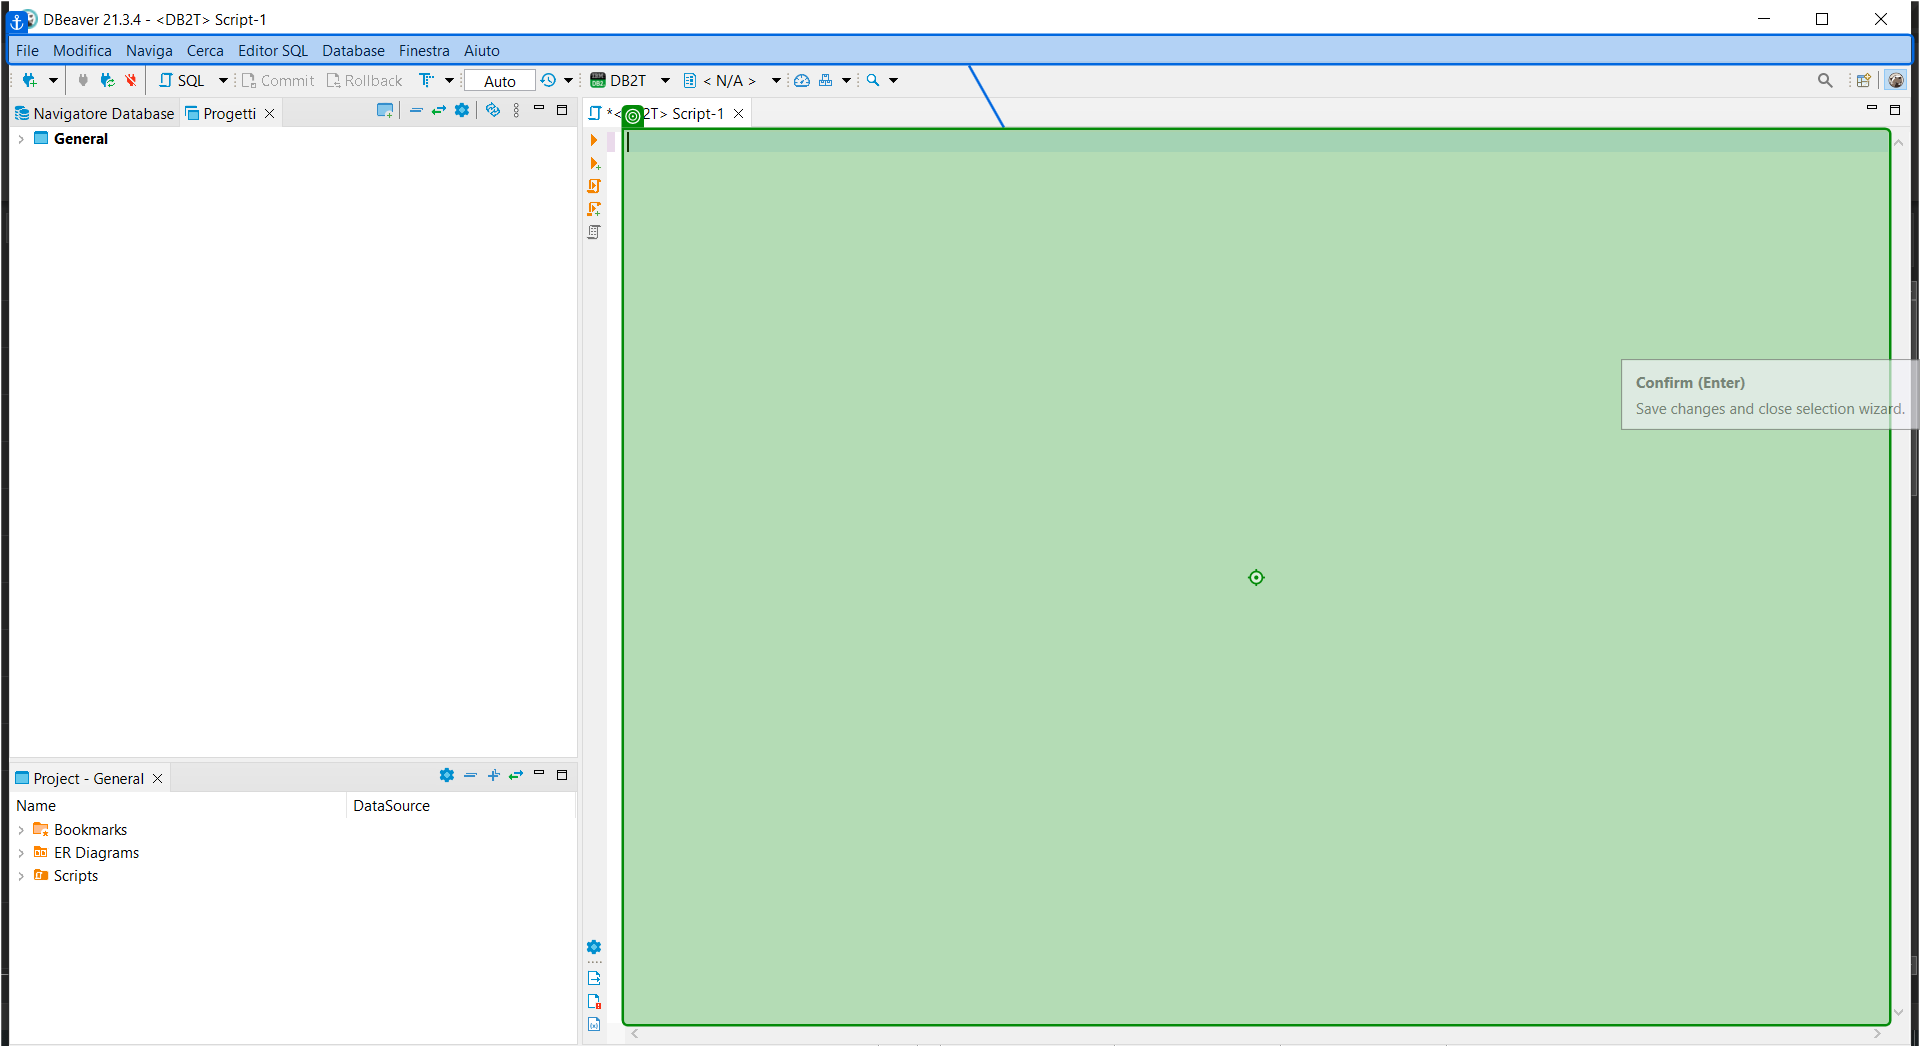 DBeaver 21.3.4 - <DB2T> Script-1
File Modifica Naviga Cerca Editor SQL Database Finestra Aiuto
SQL Commit Rollback Auto DB2T < N/A >
Navigatore Database Progetti
*< 2T> Script-1
General
Confirm (Enter)
Save changes and close selection wizard.
Project - General
Name DataSource
Bookmarks
ER Diagrams
Scripts